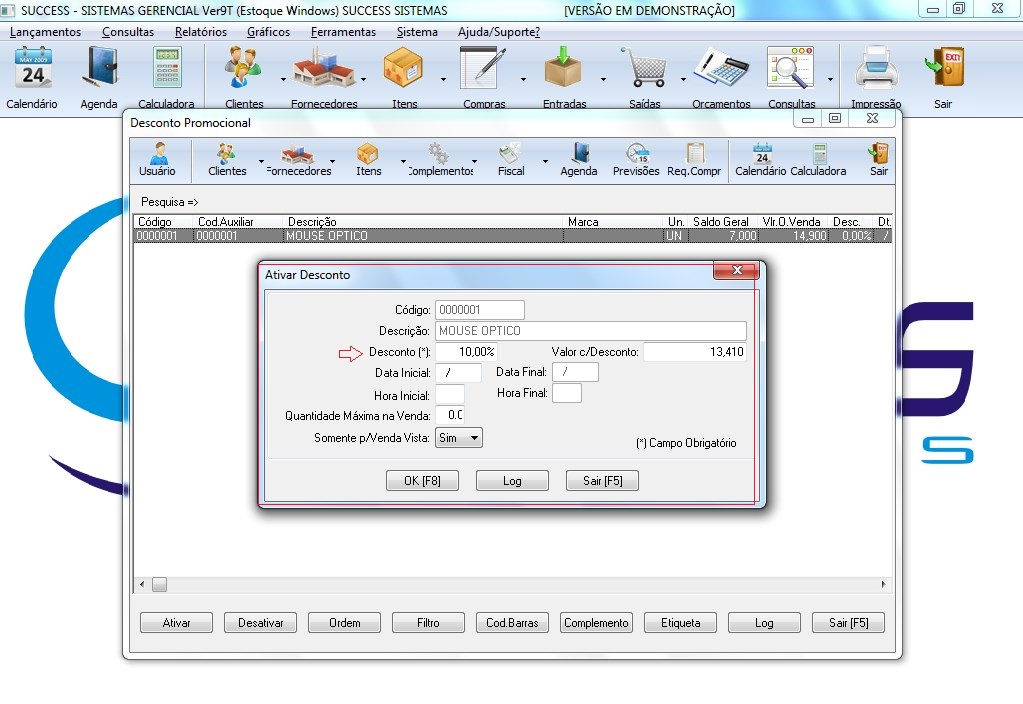 SUCCESS - SISTEMAS GERENCIAL Ver9T (Estoque Windows) SUCCESS SISTEMAS [VERSÃO EM DEMONSTRAÇÃO]
Lançamentos Consultas Relatórios Gráficos Ferramentas Sistema Ajuda/Suporte?
MAY 2009
24
Calendário Agenda Calculadora Clientes Fornecedores Itens Compras Entradas Saídas Orçamentos Consultas Impressão Sair
Desconto Promocional
Usuário Clientes Fornecedores Itens Complementos Fiscal Agenda Previsões Req.Compr Calendário Calculadora Sair
Pesquisa =>
Código Cod.Auxiliar Descrição Marca Un. Saldo Geral Vlr.O.Venda Desc. Dt.
0000001 0000001 MOUSE OPTICO UN 7,000 14,900 0,00% /
Ativar Desconto
Código: 0000001
Descrição: MOUSE OPTICO
Desconto (*): 10,00% Valor c/Desconto: 13,410
Data Inicial: / Data Final: /
Hora Inicial: Hora Final:
Quantidade Máxima na Venda: 0.0
Somente p/Venda Vista: Sim (*) Campo Obrigatório
OK [F8] Log Sair [F5]
S
Ativar Desativar Ordem Filtro Cod.Barras Complemento Etiqueta Log Sair [F5]